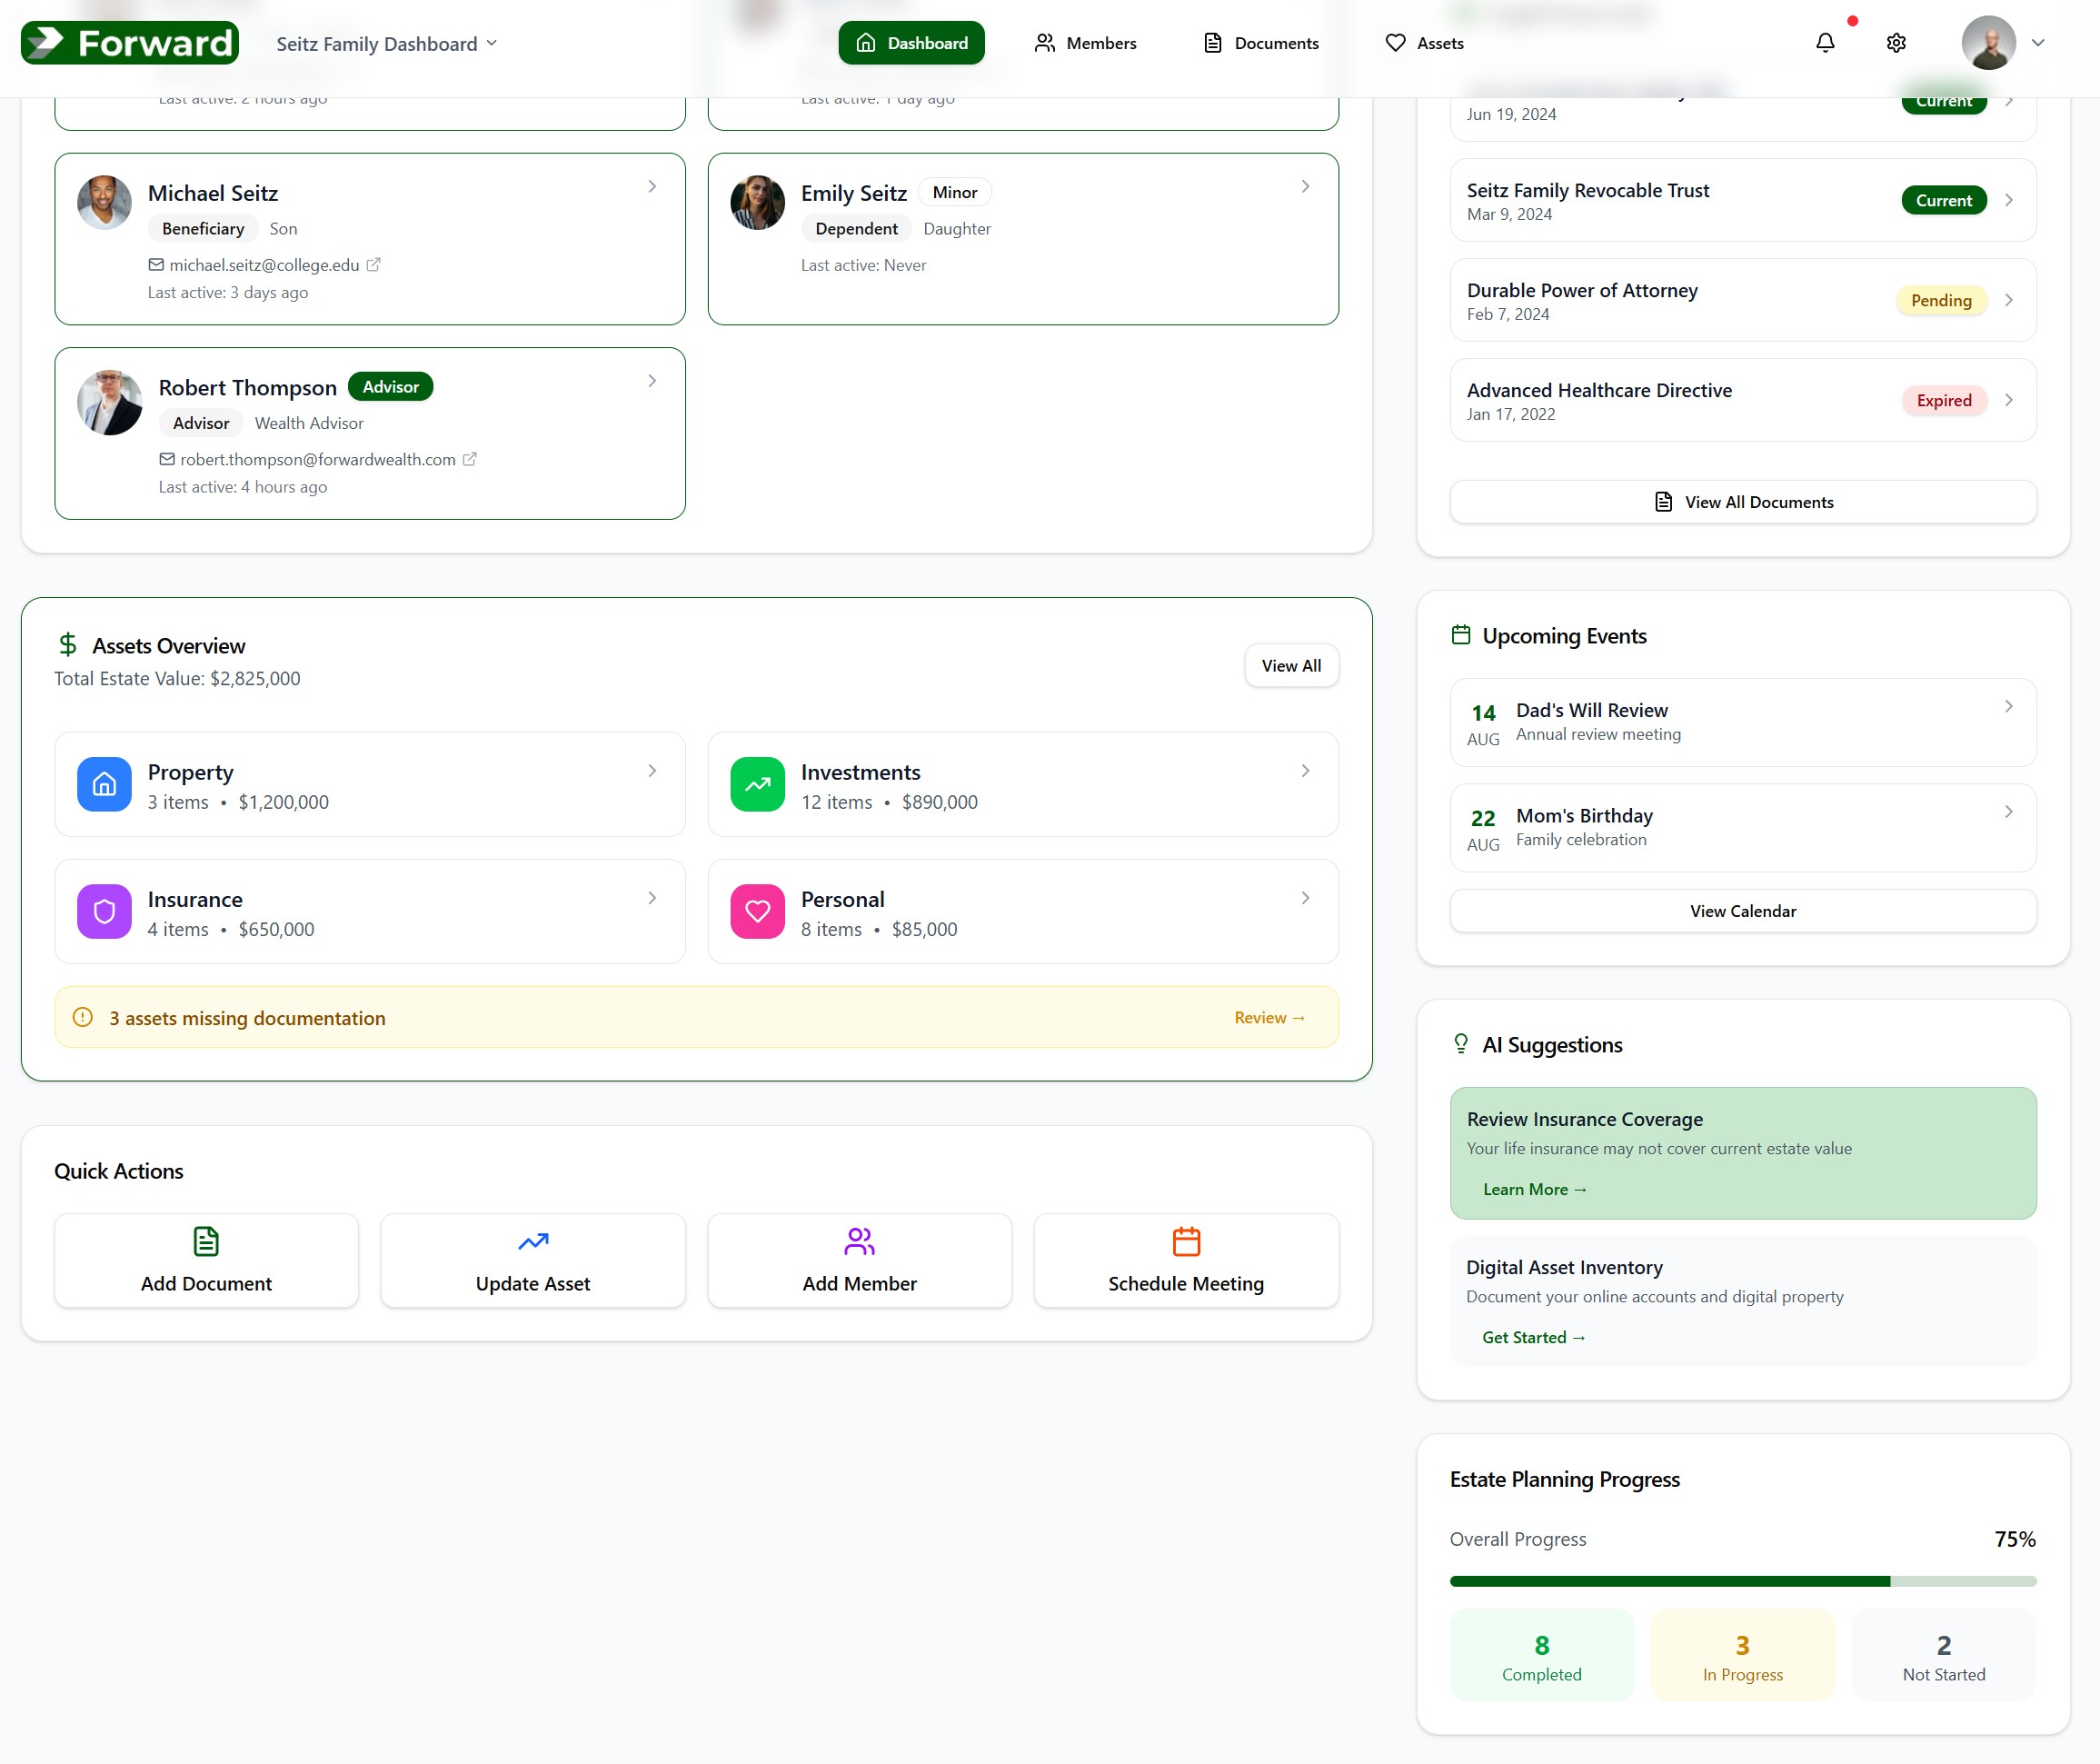 Forward
Seitz Family Dashboard
Dashboard
Members
Documents
Assets
Last active: 2 hours ago
Last active: 1 day ago
Michael Seitz
Beneficiary Son
michael.seitz@college.edu
Last active: 3 days ago
Emily Seitz Minor
Dependent Daughter
Last active: Never
Robert Thompson Advisor
Advisor Wealth Advisor
robert.thompson@forwardwealth.com
Last active: 4 hours ago
Assets Overview
Total Estate Value: $2,825,000
View All
Property
3 items • $1,200,000
Investments
12 items • $890,000
Insurance
4 items • $650,000
Personal
8 items • $85,000
3 assets missing documentation
Review →
Quick Actions
Add Document
Update Asset
Add Member
Schedule Meeting
Current
Jun 19, 2024
Seitz Family Revocable Trust
Mar 9, 2024
Current
Durable Power of Attorney
Feb 7, 2024
Pending
Advanced Healthcare Directive
Jan 17, 2022
Expired
View All Documents
Upcoming Events
14
AUG
Dad's Will Review
Annual review meeting
22
AUG
Mom's Birthday
Family celebration
View Calendar
AI Suggestions
Review Insurance Coverage
Your life insurance may not cover current estate value
Learn More →
Digital Asset Inventory
Document your online accounts and digital property
Get Started →
Estate Planning Progress
Overall Progress
75%
8
Completed
3
In Progress
2
Not Started